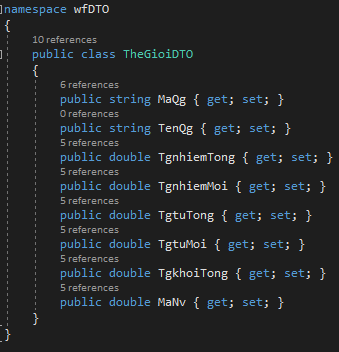 namespace wfDTO
{
10 references
public class TheGioiDTO
{
6 references
public string MaQg { get; set; }
0 references
public string TenQg { get; set; }
5 references
public double TgnhiemTong { get; set; }
5 references
public double TgnhiemMoi { get; set; }
5 references
public double TgtuTong { get; set; }
5 references
public double TgtuMoi { get; set; }
5 references
public double TgkhoiTong { get; set; }
5 references
public double MaNv { get; set; }
}
}